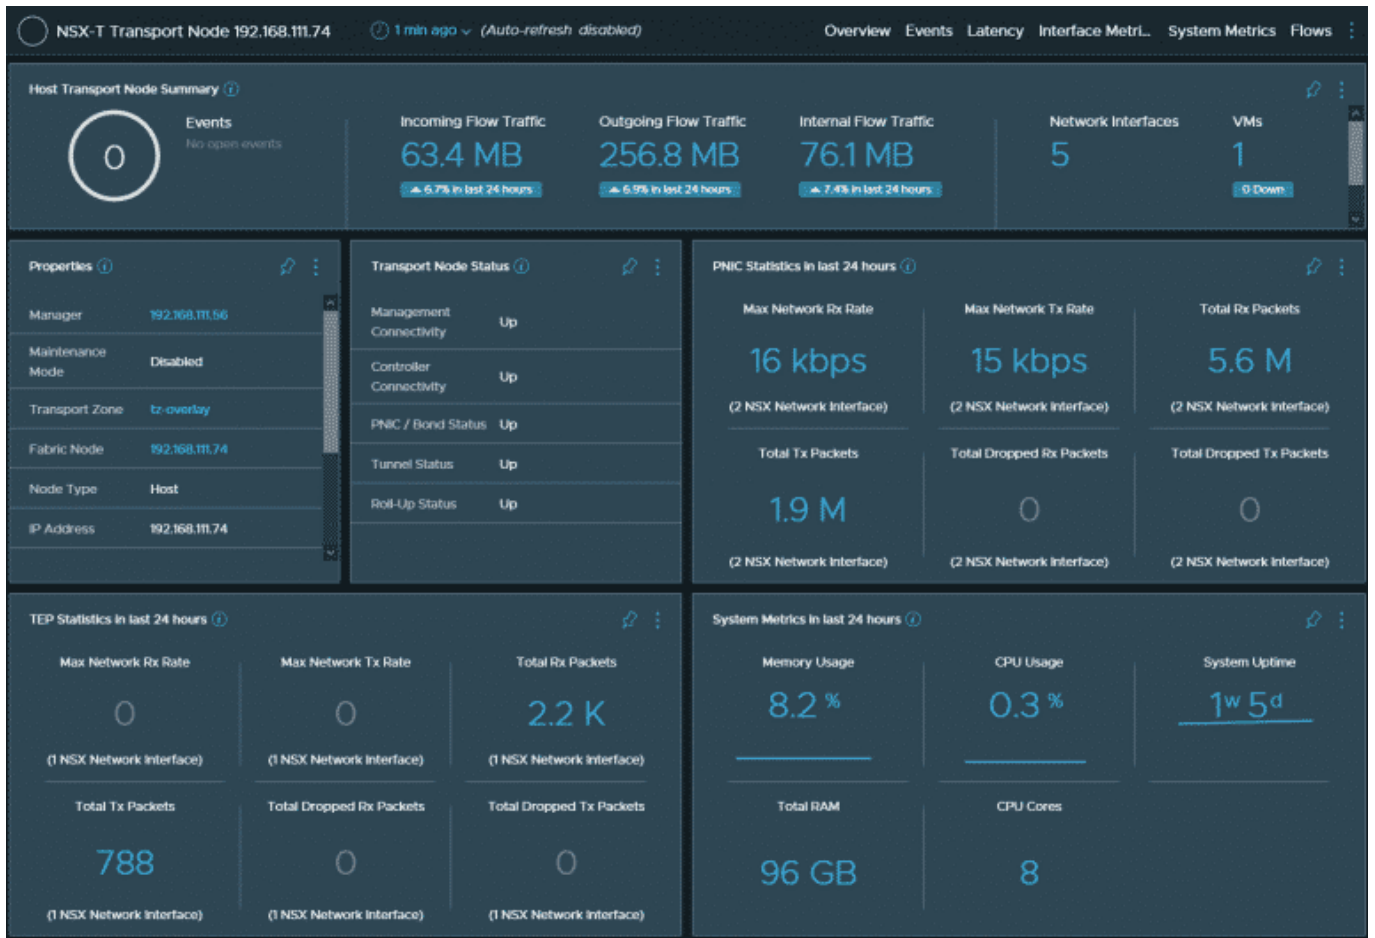 NSX-T Transport Node 192.168.111.74 1 min ago (Auto-refresh disabled) Overview Events Latency Interface Metri... System Metrics Flows
Host Transport Node Summary
0
Events
No open events
Incoming Flow Traffic
63.4 MB
6.7% in last 24 hours
Outgoing Flow Traffic
256.8 MB
6.9% in last 24 hours
Internal Flow Traffic
76.1 MB
7.4% in last 24 hours
Network Interfaces
5
VMs
1
0 Down
Properties
Manager 192.168.111.56
Maintenance
Mode
Disabled
Transport Zone tz-overlay
Fabric Node 192.168.111.74
Node Type Host
IP Address 192.168.111.74
Transport Node Status
Management
Connectivity
Up
Controller
Connectivity
Up
PNIC / Bond Status Up
Tunnel Status Up
Roll-Up Status Up
PNIC Statistics in last 24 hours
Max Network Rx Rate
16 kbps
(2 NSX Network Interface)
Max Network Tx Rate
15 kbps
(2 NSX Network Interface)
Total Rx Packets
5.6 M
(2 NSX Network Interface)
Total Tx Packets
1.9 M
(2 NSX Network Interface)
Total Dropped Rx Packets
0
(2 NSX Network Interface)
Total Dropped Tx Packets
0
(2 NSX Network Interface)
TEP Statistics in last 24 hours
Max Network Rx Rate
0
(1 NSX Network Interface)
Max Network Tx Rate
0
(1 NSX Network Interface)
Total Rx Packets
2.2 K
(1 NSX Network Interface)
Total Tx Packets
788
(1 NSX Network Interface)
Total Dropped Rx Packets
0
(1 NSX Network Interface)
Total Dropped Tx Packets
0
(1 NSX Network Interface)
System Metrics in last 24 hours
Memory Usage
8.2 %
CPU Usage
0.3 %
System Uptime
1w 5d
Total RAM
96 GB
CPU Cores
8